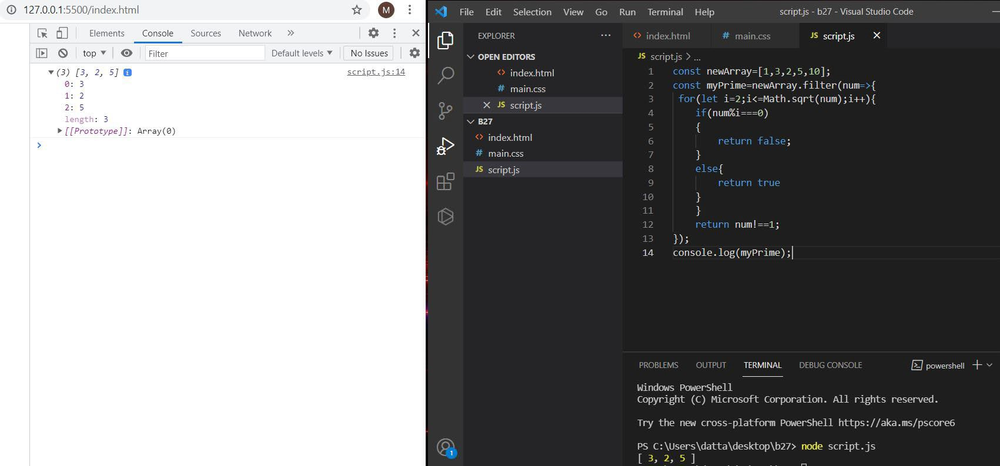 127.0.0.1:5500/index.html
M
Elements Console Sources Network »
top Filter Default levels No Issues
(3) [3, 2, 5] i script.js:14
0: 3
1: 2
2: 5
length: 3
[[Prototype]]: Array(0)
>
File Edit Selection View Go Run Terminal Help script.js - b27 - Visual Studio Code
EXPLORER ...
OPEN EDITORS
<> index.html
# main.css
JS script.js
B27
<> index.html
# main.css
JS script.js
1
<> index.html # main.css JS script.js
JS script.js > ...
1 const newArray=[1,3,2,5,10];
2 const myPrime=newArray.filter(num=>{
3 for(let i=2;i<=Math.sqrt(num);i++){
4 if(num%i===0)
5 {
6 return false;
7 }
8 else{
9 return true
10 }
11 }
12 return num!==1;
13 });
14 console.log(myPrime);
PROBLEMS OUTPUT TERMINAL DEBUG CONSOLE powershell
Windows PowerShell
Copyright (C) Microsoft Corporation. All rights reserved.
Try the new cross-platform PowerShell https://aka.ms/pscore6
PS C:\Users\datta\desktop\b27> node script.js
[ 3, 2, 5 ]